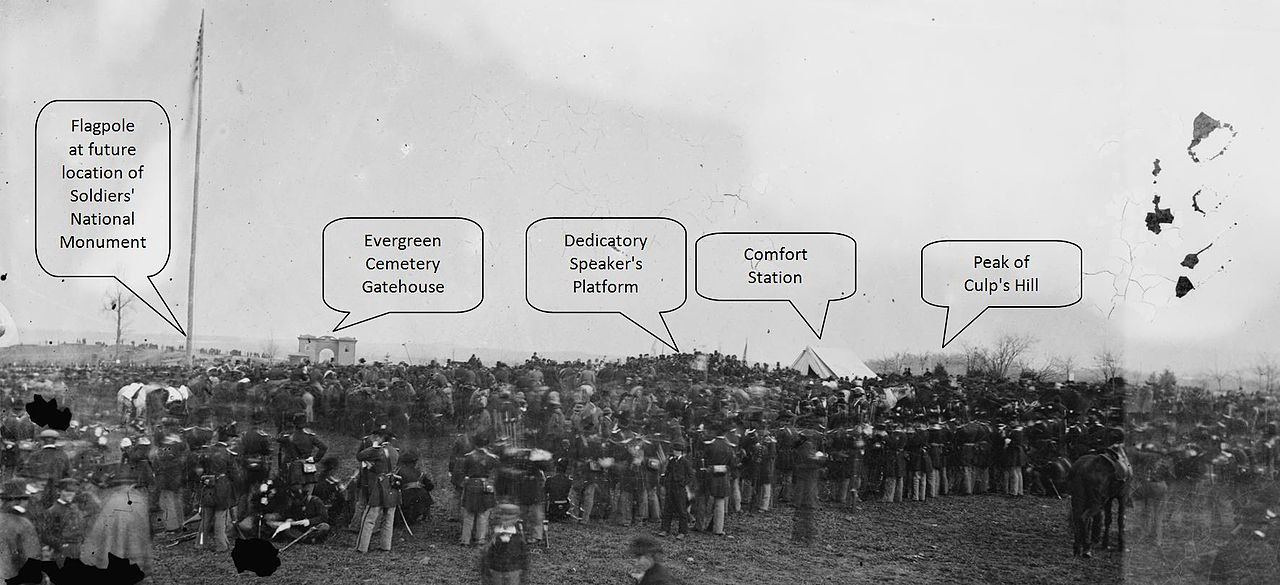 Flagpole
at future
location of
Soldiers'
National
Monument
Evergreen
Cemetery
Gatehouse
Dedicatory
Speaker's
Platform
Comfort
Station
Peak of
Culp's Hill